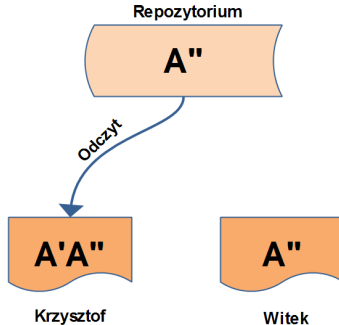 Repozytorium
A"
Odczyt
A'A"
A"
Krzysztof
Witek